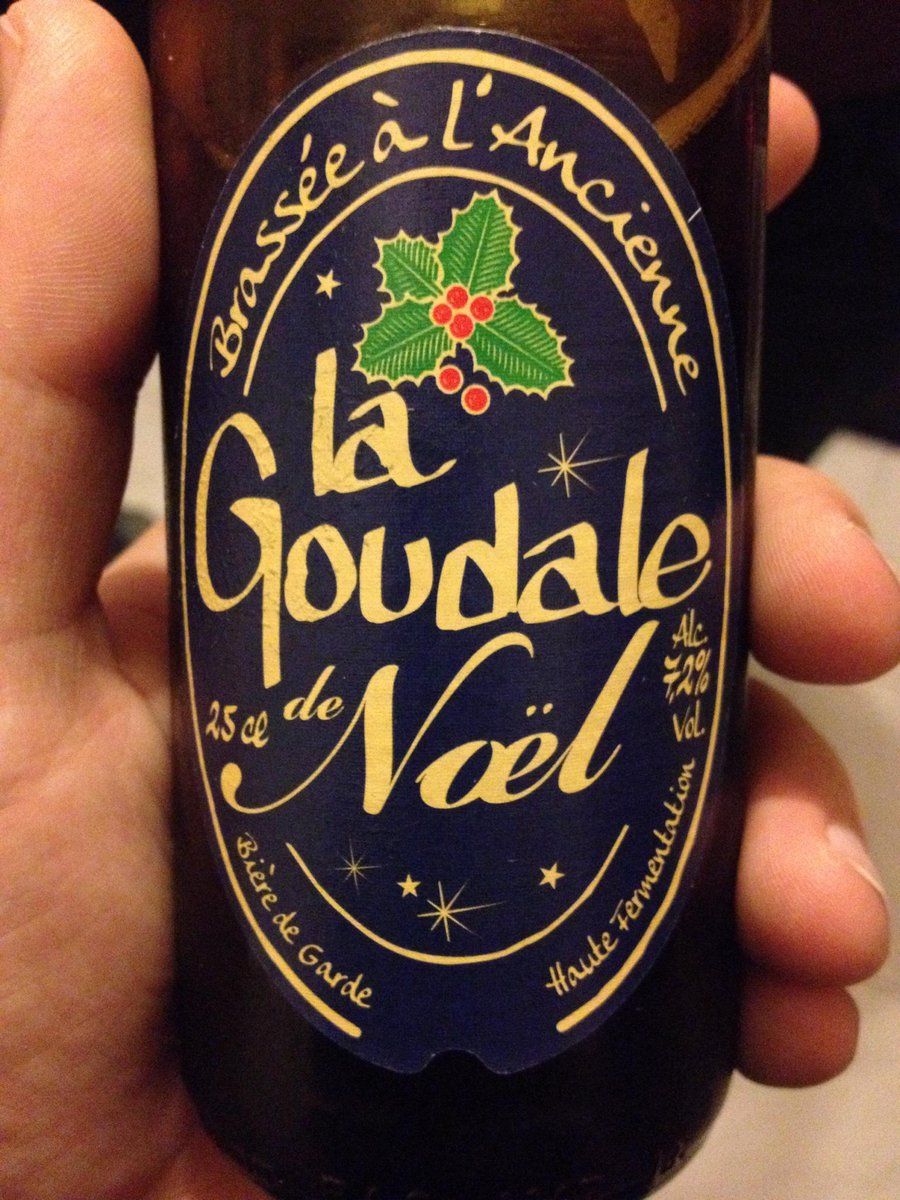 Brassée à l'Ancienne
la
Goudale
de Noël
25 cl
Alc.
7,2%
Vol.
Bière de Garde
Haute Fermentation